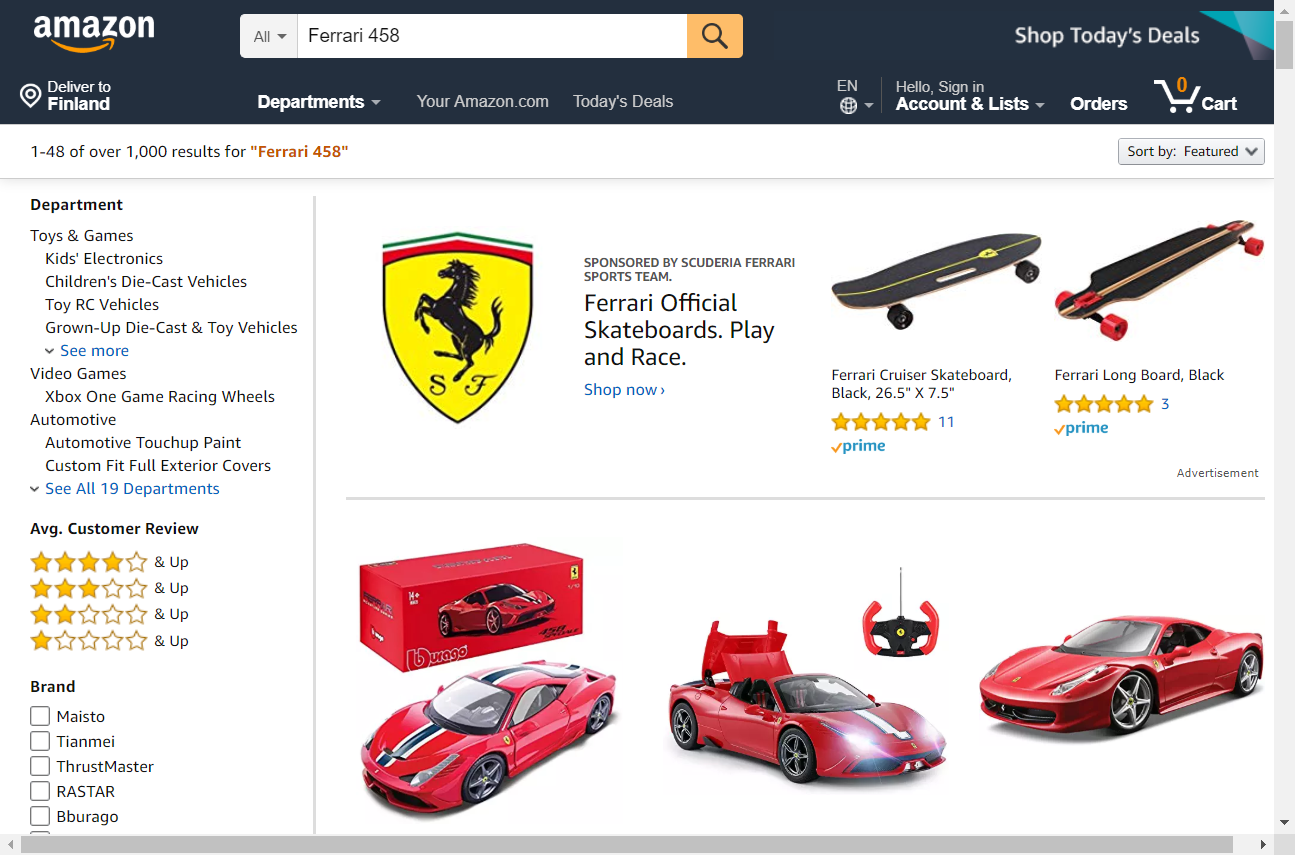 amazon
All
Ferrari 458
Shop Today's Deals
Deliver to
Finland
Departments
Your Amazon.com
Today's Deals
EN
Hello, Sign in
Account & Lists
Orders
0
Cart
1-48 of over 1,000 results for "Ferrari 458"
Sort by: Featured
Department
Toys & Games
Kids' Electronics
Children's Die-Cast Vehicles
Toy RC Vehicles
Grown-Up Die-Cast & Toy Vehicles
See more
Video Games
Xbox One Game Racing Wheels
Automotive
Automotive Touchup Paint
Custom Fit Full Exterior Covers
See All 19 Departments
Avg. Customer Review
& Up
& Up
& Up
& Up
Brand
Maisto
Tianmei
ThrustMaster
RASTAR
Bburago
S F
SPONSORED BY SCUDERIA FERRARI
SPORTS TEAM.
Ferrari Official
Skateboards. Play
and Race.
Shop now ›
Ferrari Cruiser Skateboard,
Black, 26.5" X 7.5"
11
prime
Ferrari Long Board, Black
3
prime
Advertisement
14+
1/18
bburago